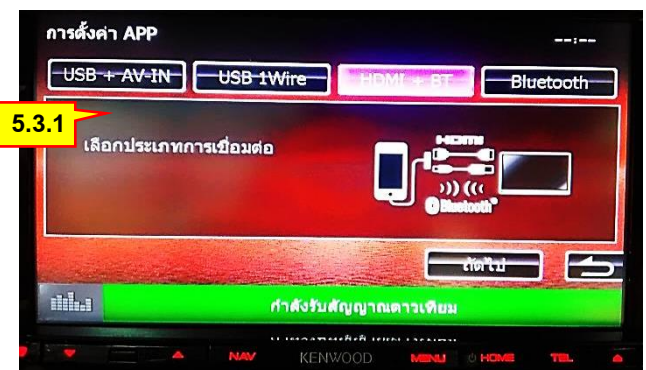 การตั้งค่า APP
--:--
USB + AV-IN USB 1Wire HDMI + BT Bluetooth
5.3.1
เลือกประเภทการเชื่อมต่อ
HDMI
Bluetooth®
ถัดไป
กำลังรับสัญญาณดาวเทียม
NAV KENWOOD MENU HOME TEL